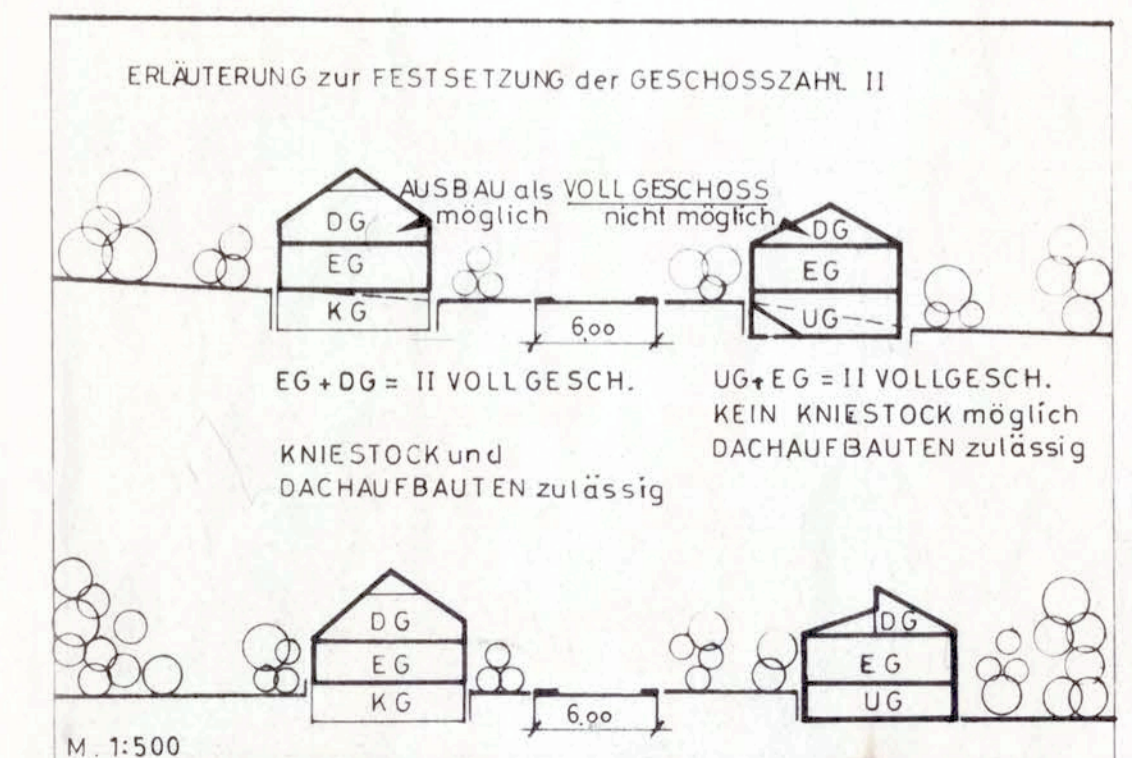 ERLÄUTERUNG zur FESTSETZUNG der GESCHOSSZAHL II
AUSBAU als VOLLGESCHOSS
möglich nicht möglich
DG
EG
KG
6,00
DG
EG
UG
EG + DG = II VOLLGESCH.
KNIESTOCK und
DACHAUFBAUTEN zulässig
UG + EG = II VOLLGESCH.
KEIN KNIESTOCK möglich
DACHAUFBAUTEN zulässig
DG
EG
KG
6,00
DG
EG
UG
M. 1:500